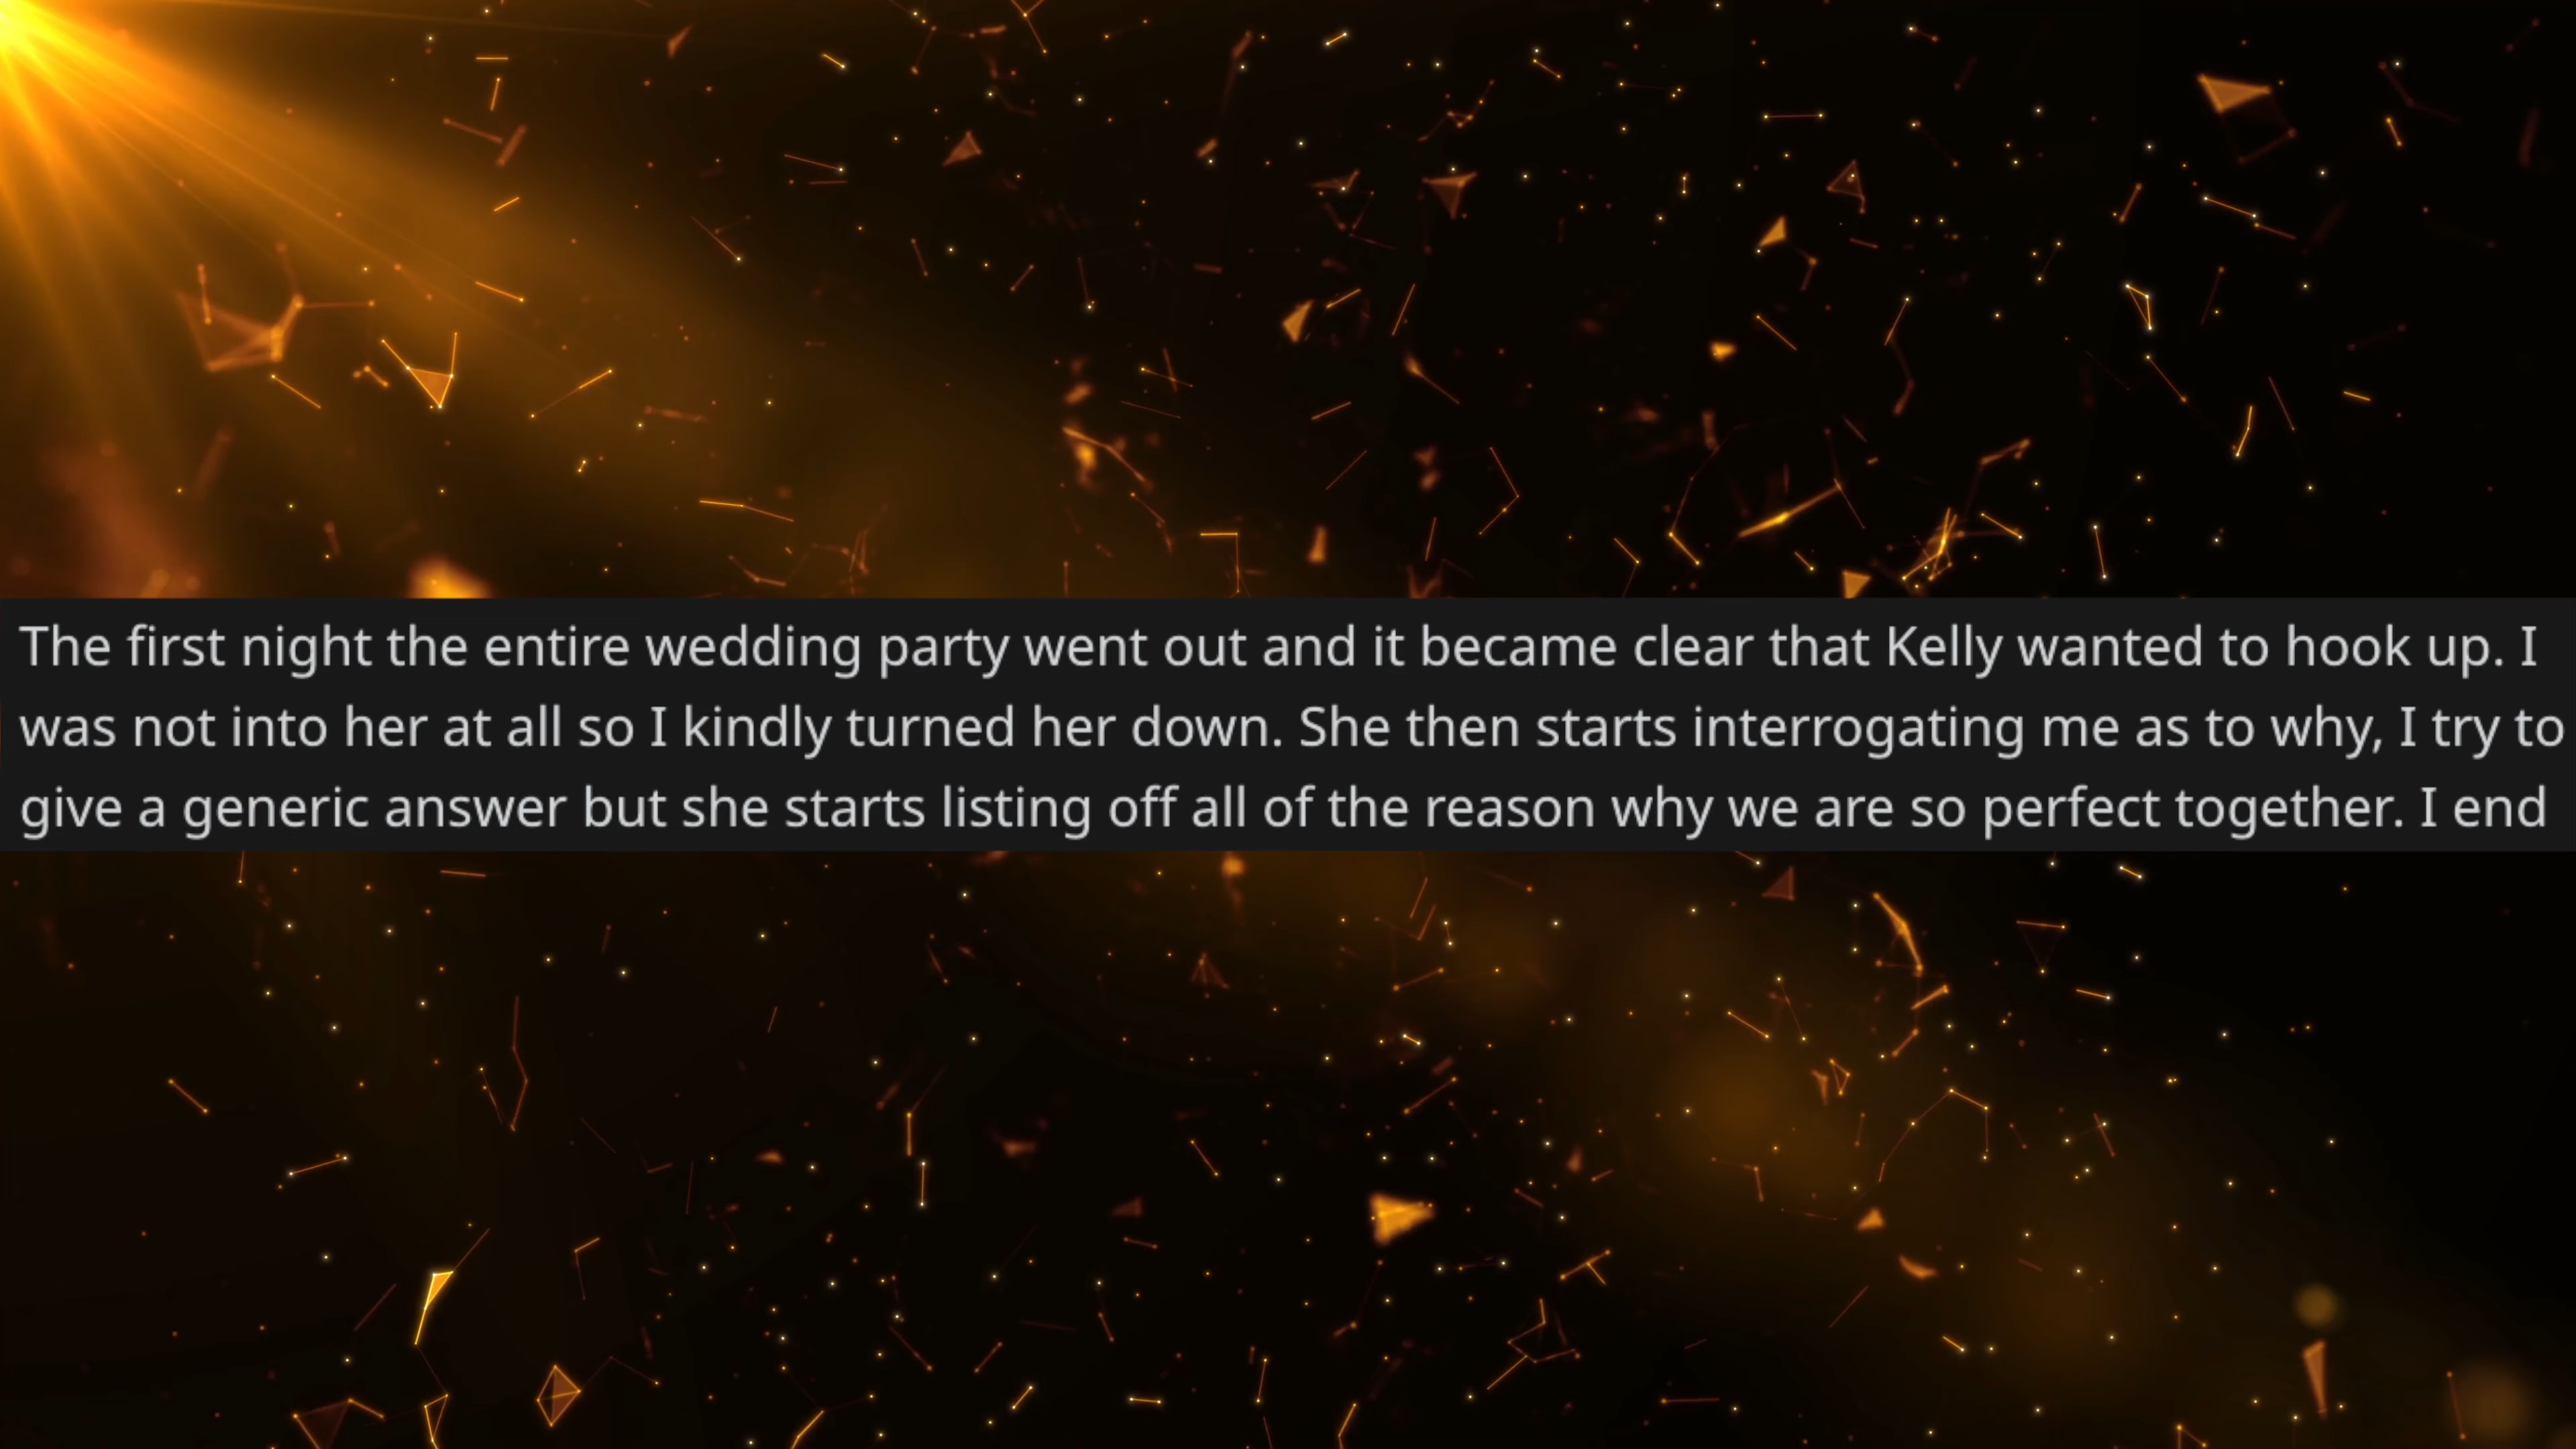 The first night the entire wedding party went out and it became clear that Kelly wanted to hook up. I
was not into her at all so I kindly turned her down. She then starts interrogating me as to why, I try to
give a generic answer but she starts listing off all of the reason why we are so perfect together. I end